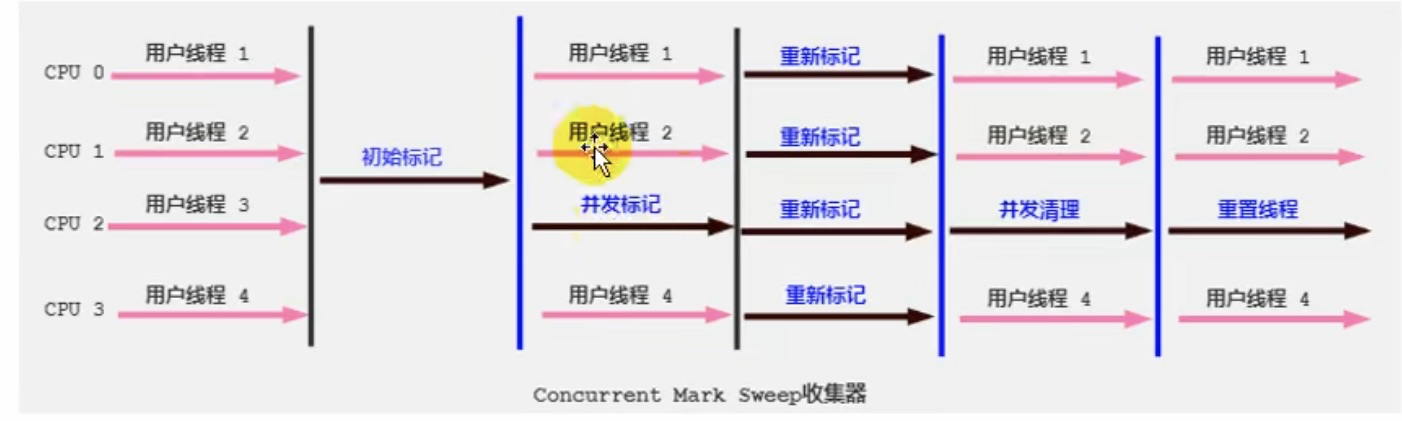 用户线程 1 用户线程 1 重新标记 用户线程 1 用户线程 1
CPU 0
用户线程 2 用户线程 2 重新标记 用户线程 2 用户线程 2
CPU 1
初始标记
用户线程 3 并发标记 重新标记 并发清理 重置线程
CPU 2
用户线程 4 用户线程 4 重新标记 用户线程 4 用户线程 4
CPU 3
Concurrent Mark Sweep收集器